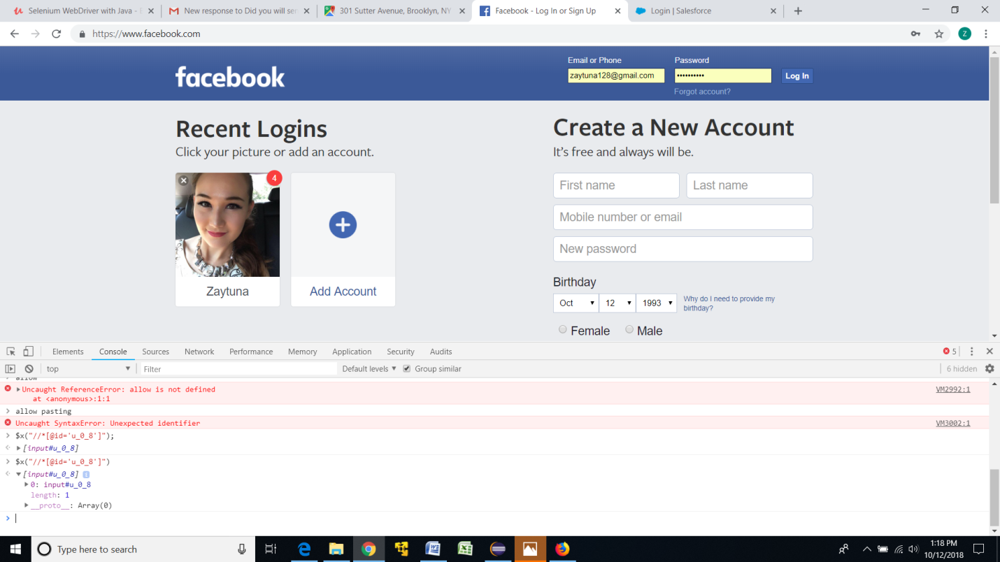 Selenium WebDriver with Java -
New response to Did you will
301 Sutter Avenue, Brooklyn, NY
Facebook - Log In or Sign Up
Login | Salesforce
https://www.facebook.com
Z
facebook
Email or Phone
Password
zaytuna128@gmail.com
••••••••••
Log In
Forgot account?
Recent Logins
Click your picture or add an account.
4
Zaytuna
Add Account
Create a New Account
It's free and always will be.
First name
Last name
Mobile number or email
New password
Birthday
Oct
12
1993
Why do I need to provide my
birthday?
Female
Male
Elements
Console
Sources
Network
Performance
Memory
Application
Security
Audits
5
top
Filter
Default levels
Group similar
6 hidden
allow
Uncaught ReferenceError: allow is not defined
VM2992:1
at <anonymous>:1:1
allow pasting
Uncaught SyntaxError: Unexpected identifier
VM3002:1
$x("//*[@id='u_0_8']");
[input#u_0_8]
$x("//*[@id='u_0_8']")
[input#u_0_8]
0: input#u_0_8
length: 1
__proto__: Array(0)
Type here to search
1:18 PM
10/12/2018